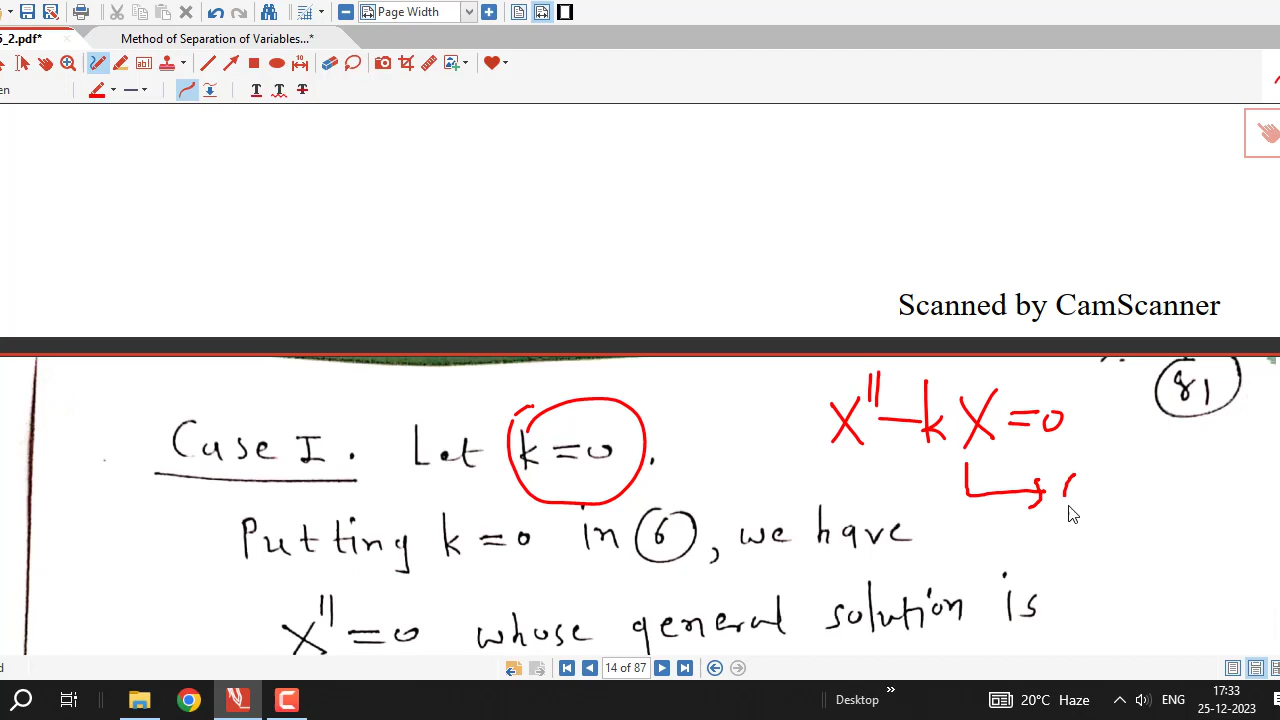 Page Width
5_2.pdf*
Method of Separation of Variables...*
en
Scanned by CamScanner
81
X" - k X = 0
Case I. Let k = 0.
Putting k = 0 in 6, we have
X" = 0 whose general solution is
14 of 87
Desktop
20°C Haze
ENG
17:33
25-12-2023